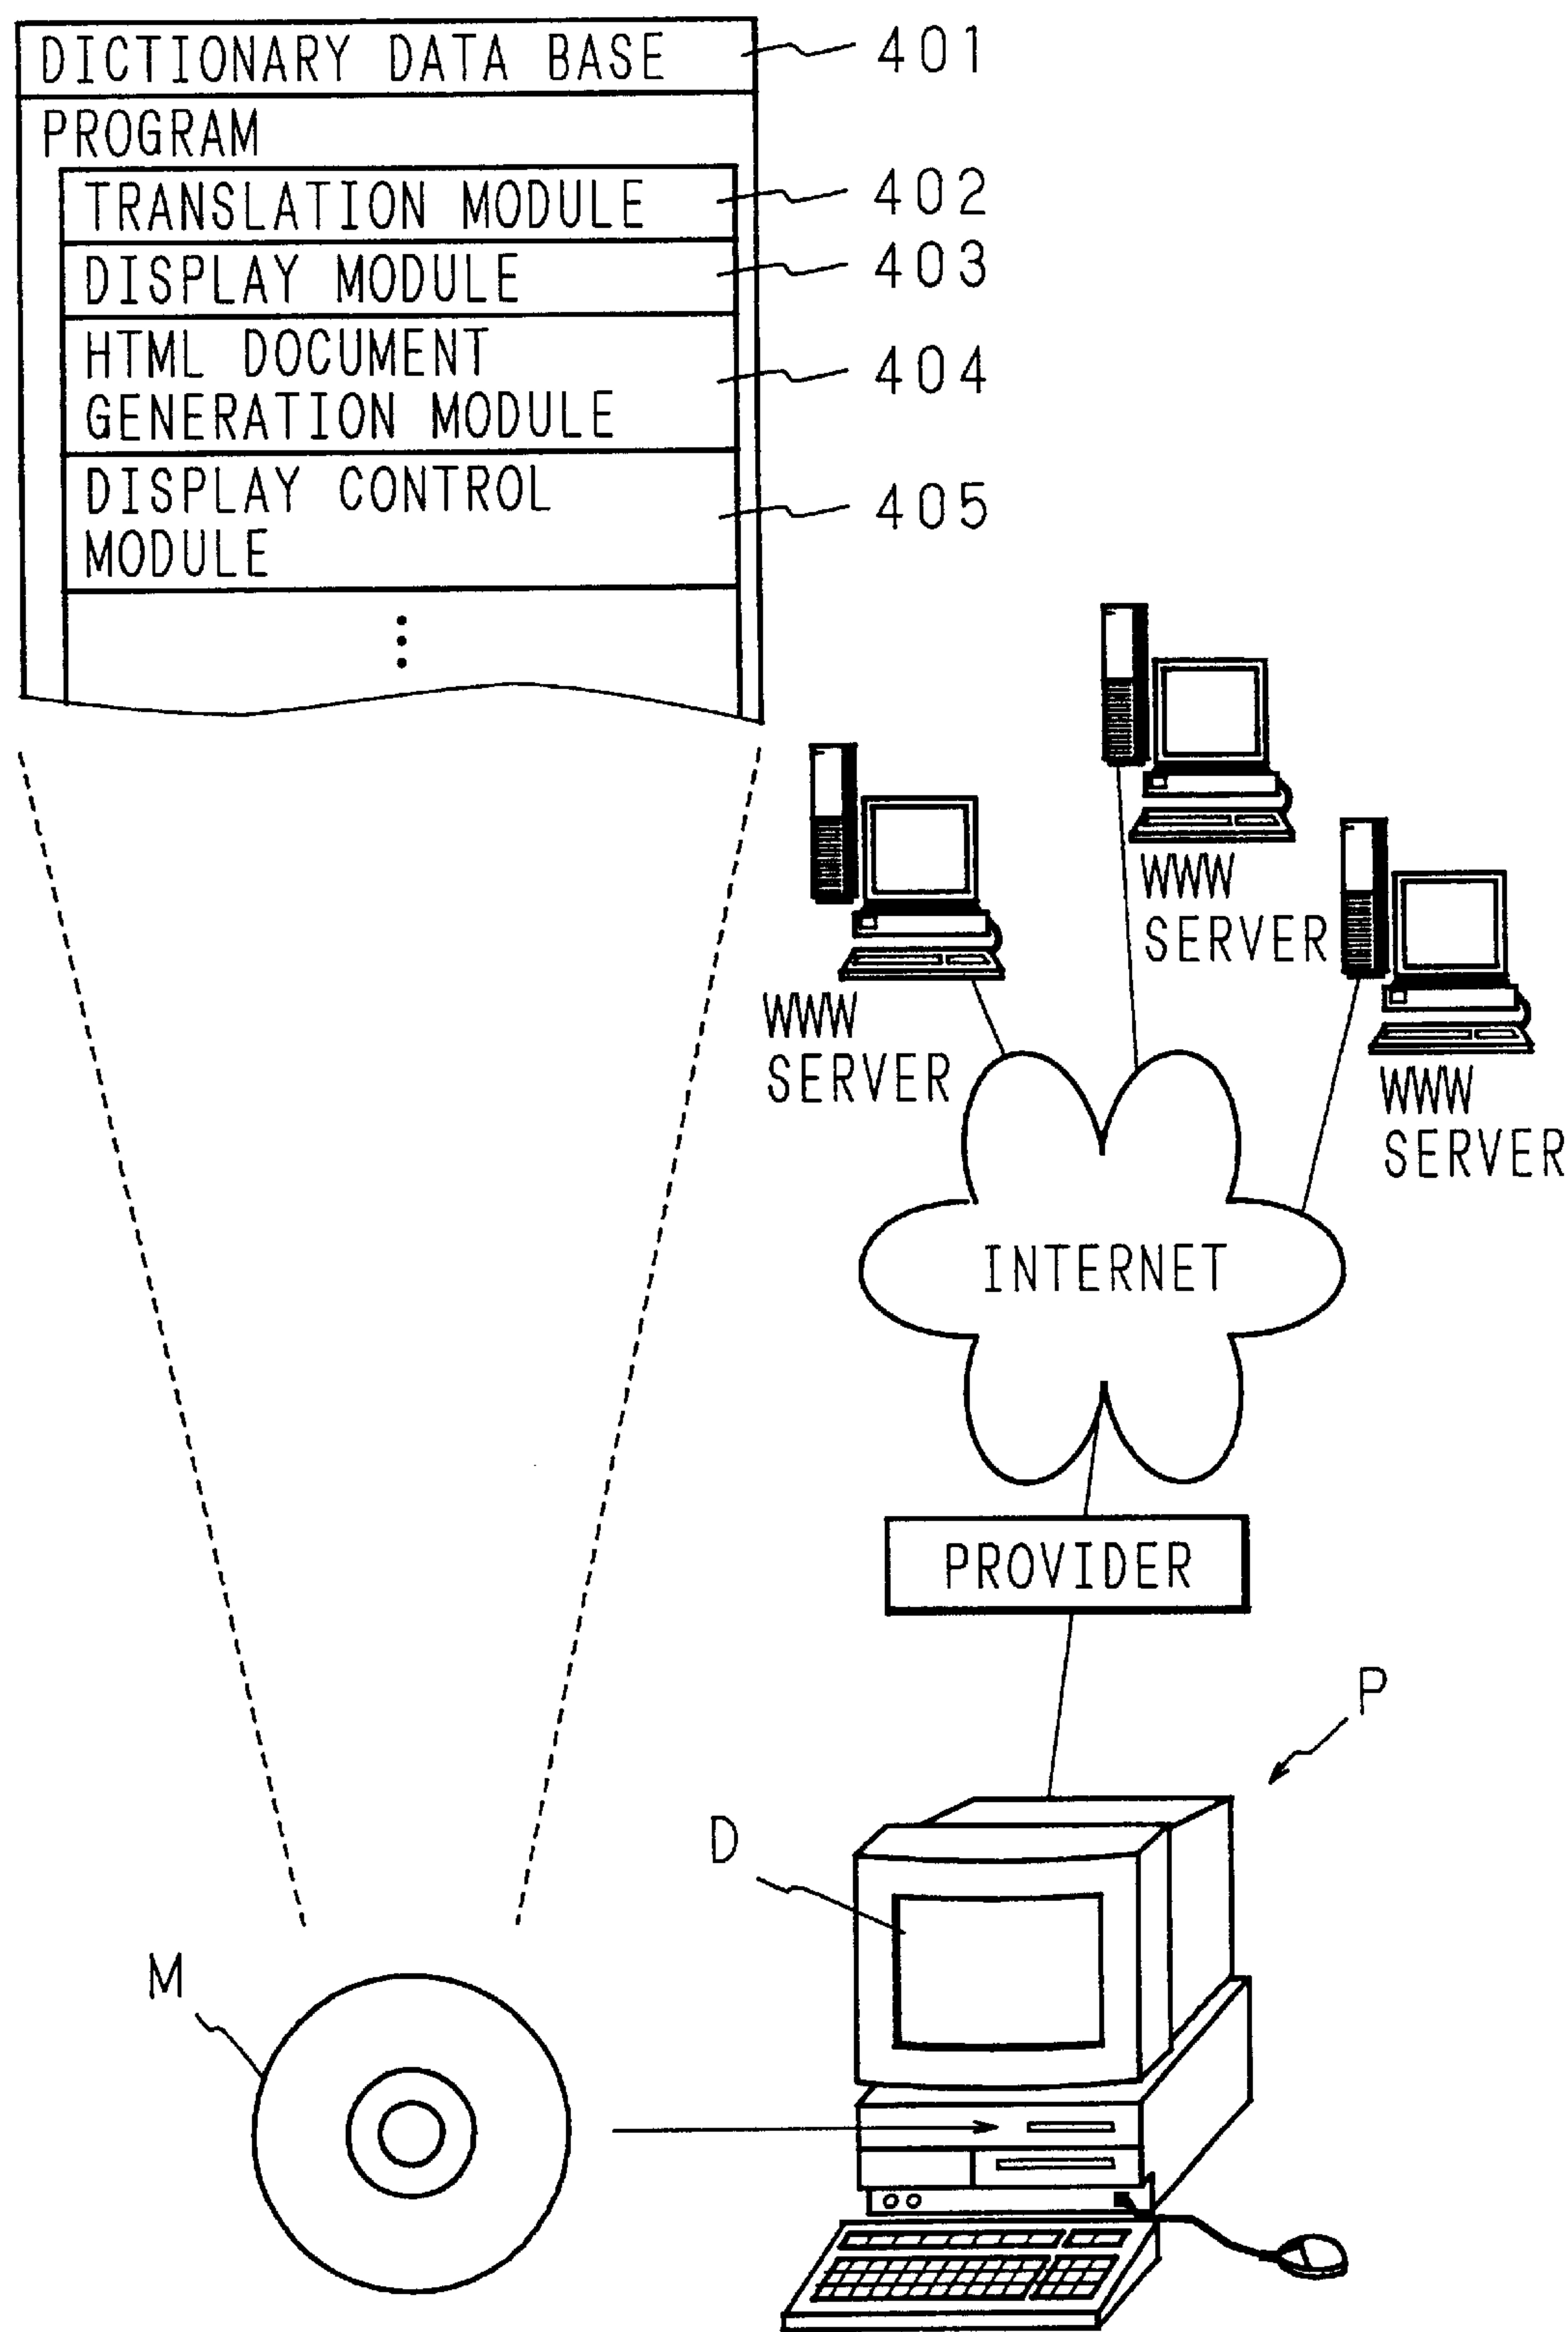 DICTIONARY DATA BASE
401
PROGRAM
TRANSLATION MODULE
402
DISPLAY MODULE
403
HTML DOCUMENT
GENERATION MODULE
404
DISPLAY CONTROL
MODULE
405
WWW
SERVER
WWW
SERVER
WWW
SERVER
INTERNET
PROVIDER
P
D
M